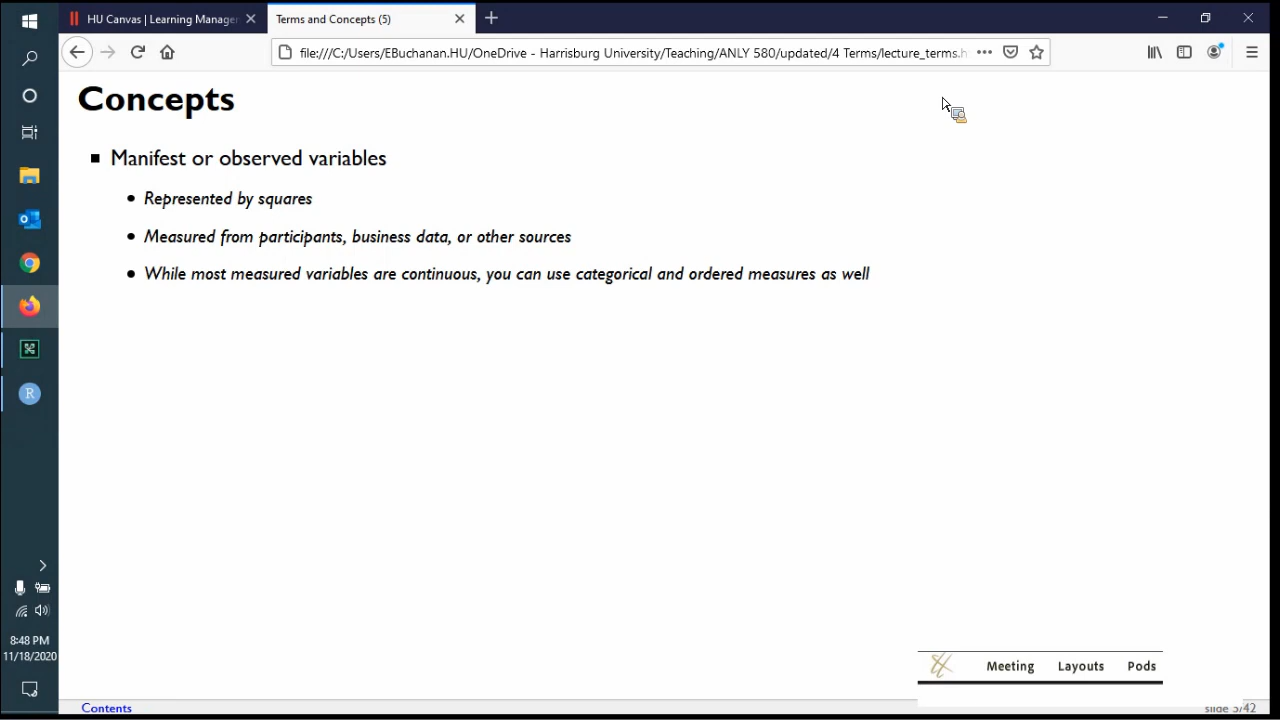 HU Canvas | Learning Manage
Terms and Concepts (5)
file:///C:/Users/EBuchanan.HU/OneDrive - Harrisburg University/Teaching/ANLY 580/updated/4 Terms/lecture_terms.h
Concepts
Manifest or observed variables
Represented by squares
Measured from participants, business data, or other sources
While most measured variables are continuous, you can use categorical and ordered measures as well
R
8:48 PM
11/18/2020
Meeting Layouts Pods
Contents
slide 5/42